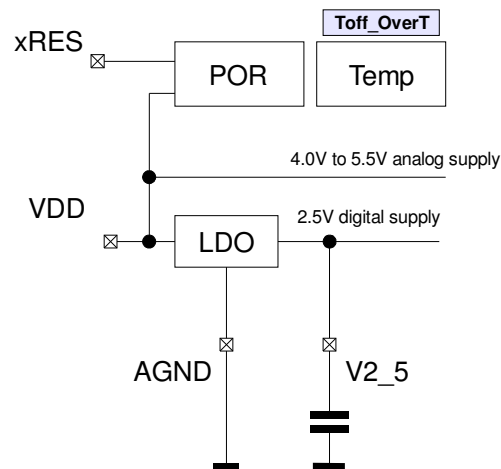 Toff_OverT
xRES
POR
Temp
4.0V to 5.5V analog supply
VDD
2.5V digital supply
LDO
AGND
V2_5